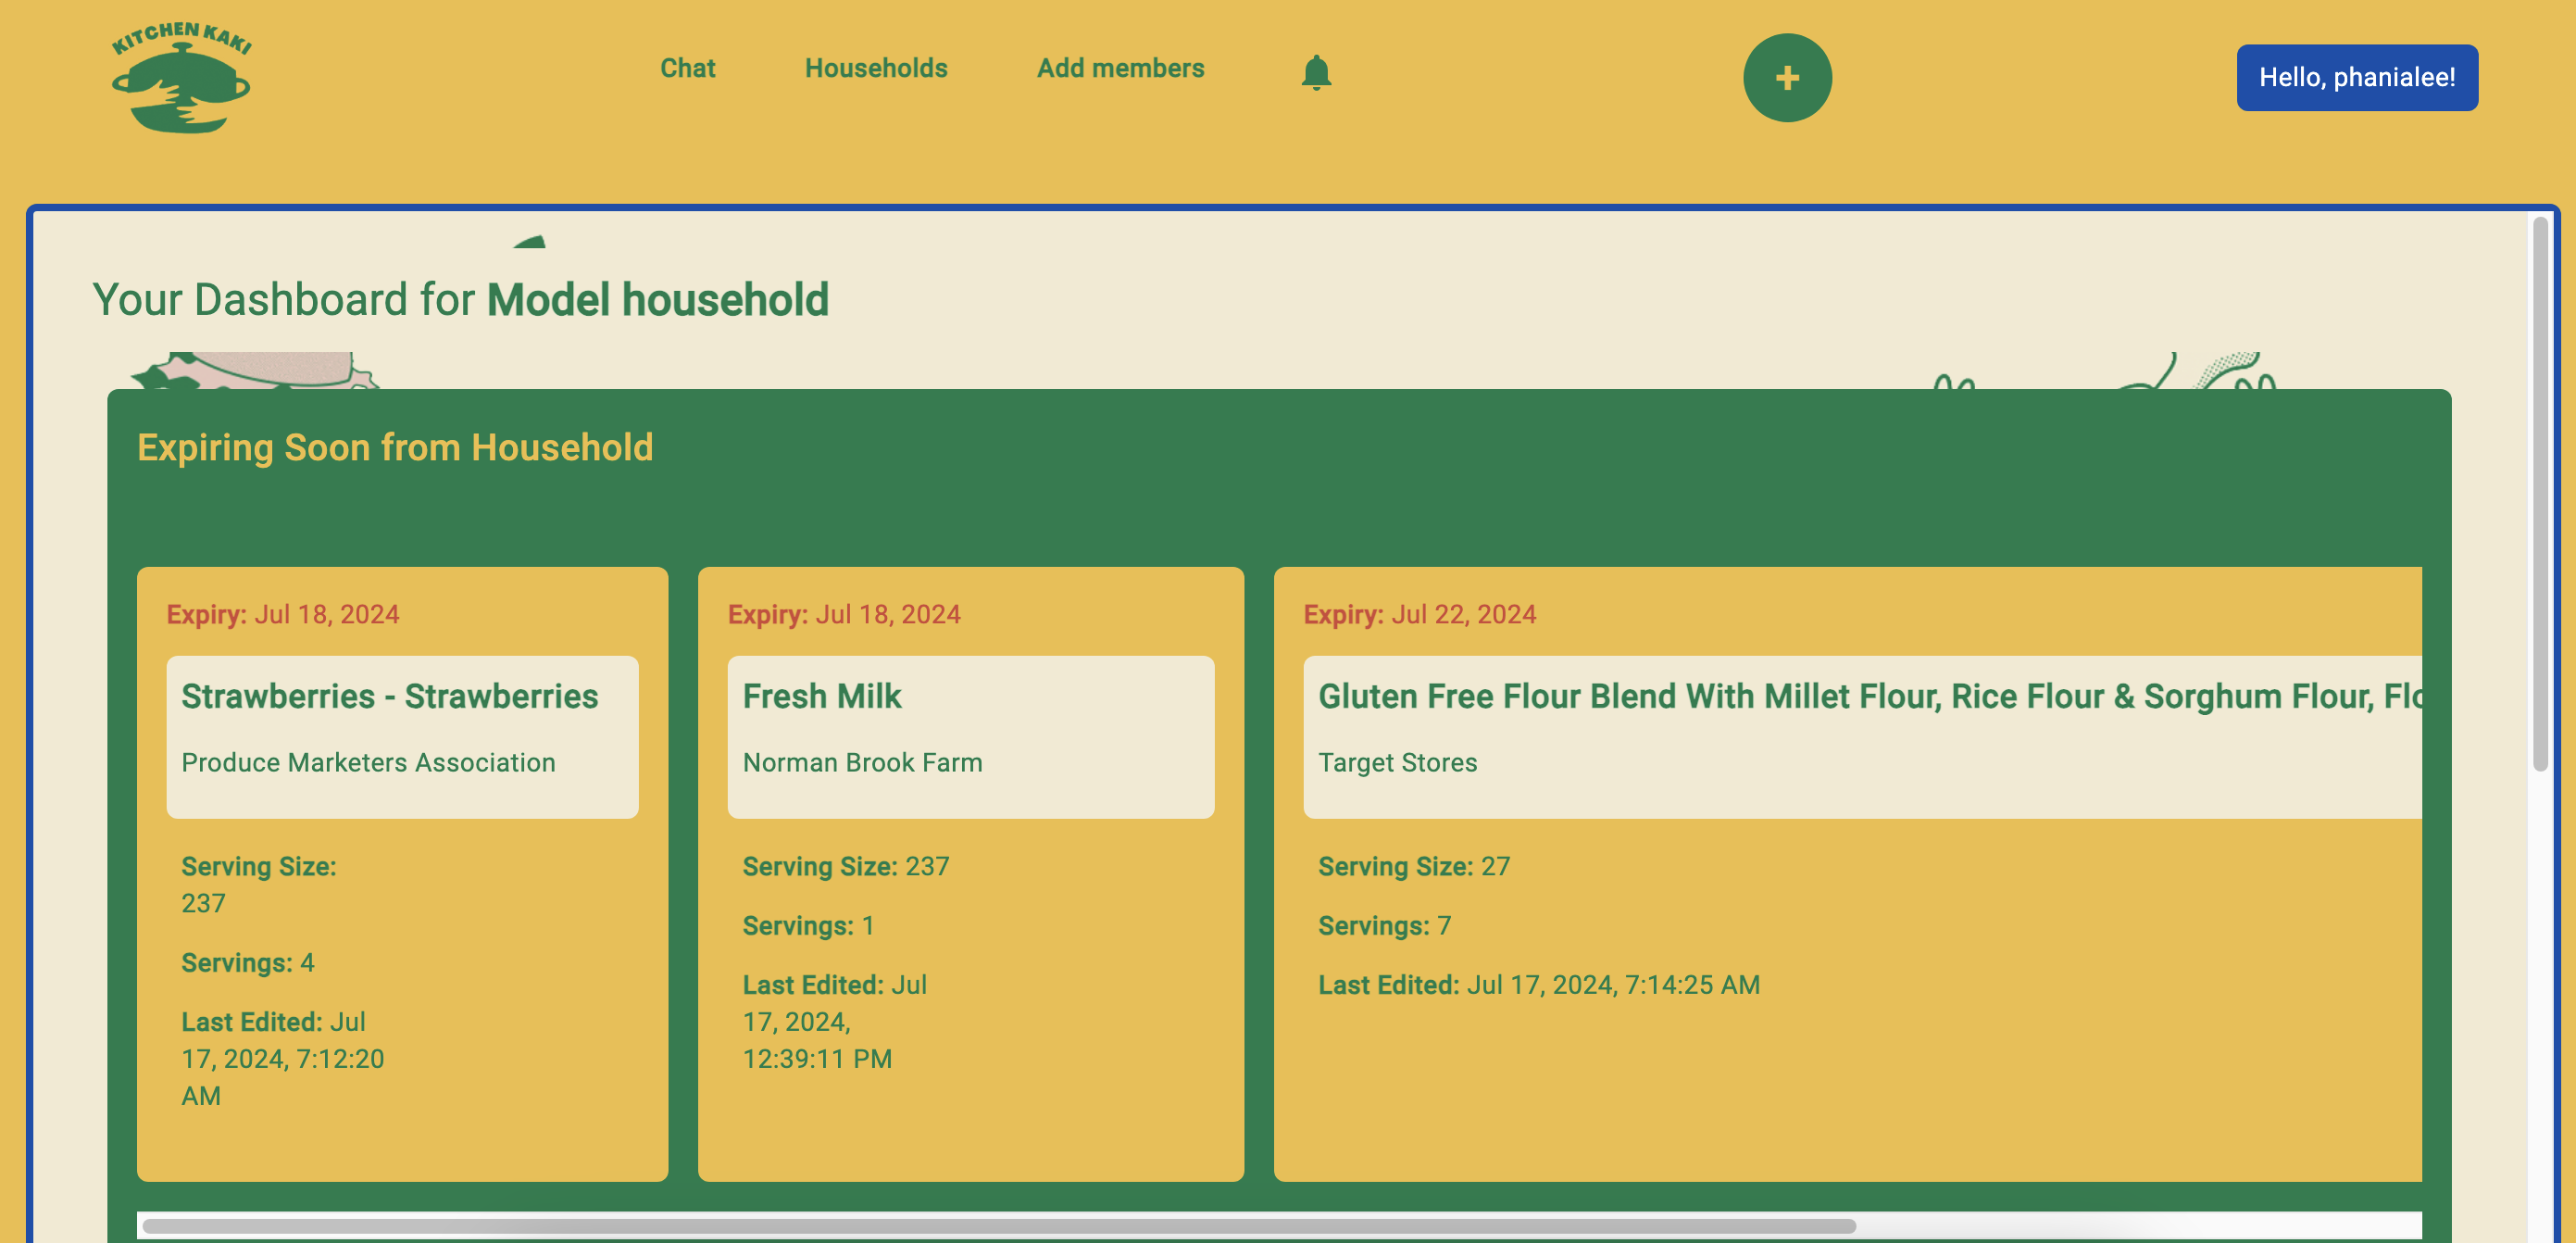 KITCHEN KAKI
Chat Households Add members + Hello, phanialee!
Your Dashboard for Model household
Expiring Soon from Household
Expiry: Jul 18, 2024
Strawberries - Strawberries
Produce Marketers Association
Serving Size:
237
Servings: 4
Last Edited: Jul
17, 2024, 7:12:20
AM
Expiry: Jul 18, 2024
Fresh Milk
Norman Brook Farm
Serving Size: 237
Servings: 1
Last Edited: Jul
17, 2024,
12:39:11 PM
Expiry: Jul 22, 2024
Gluten Free Flour Blend With Millet Flour, Rice Flour & Sorghum Flour,
Target Stores
Serving Size: 27
Servings: 7
Last Edited: Jul 17, 2024, 7:14:25 AM